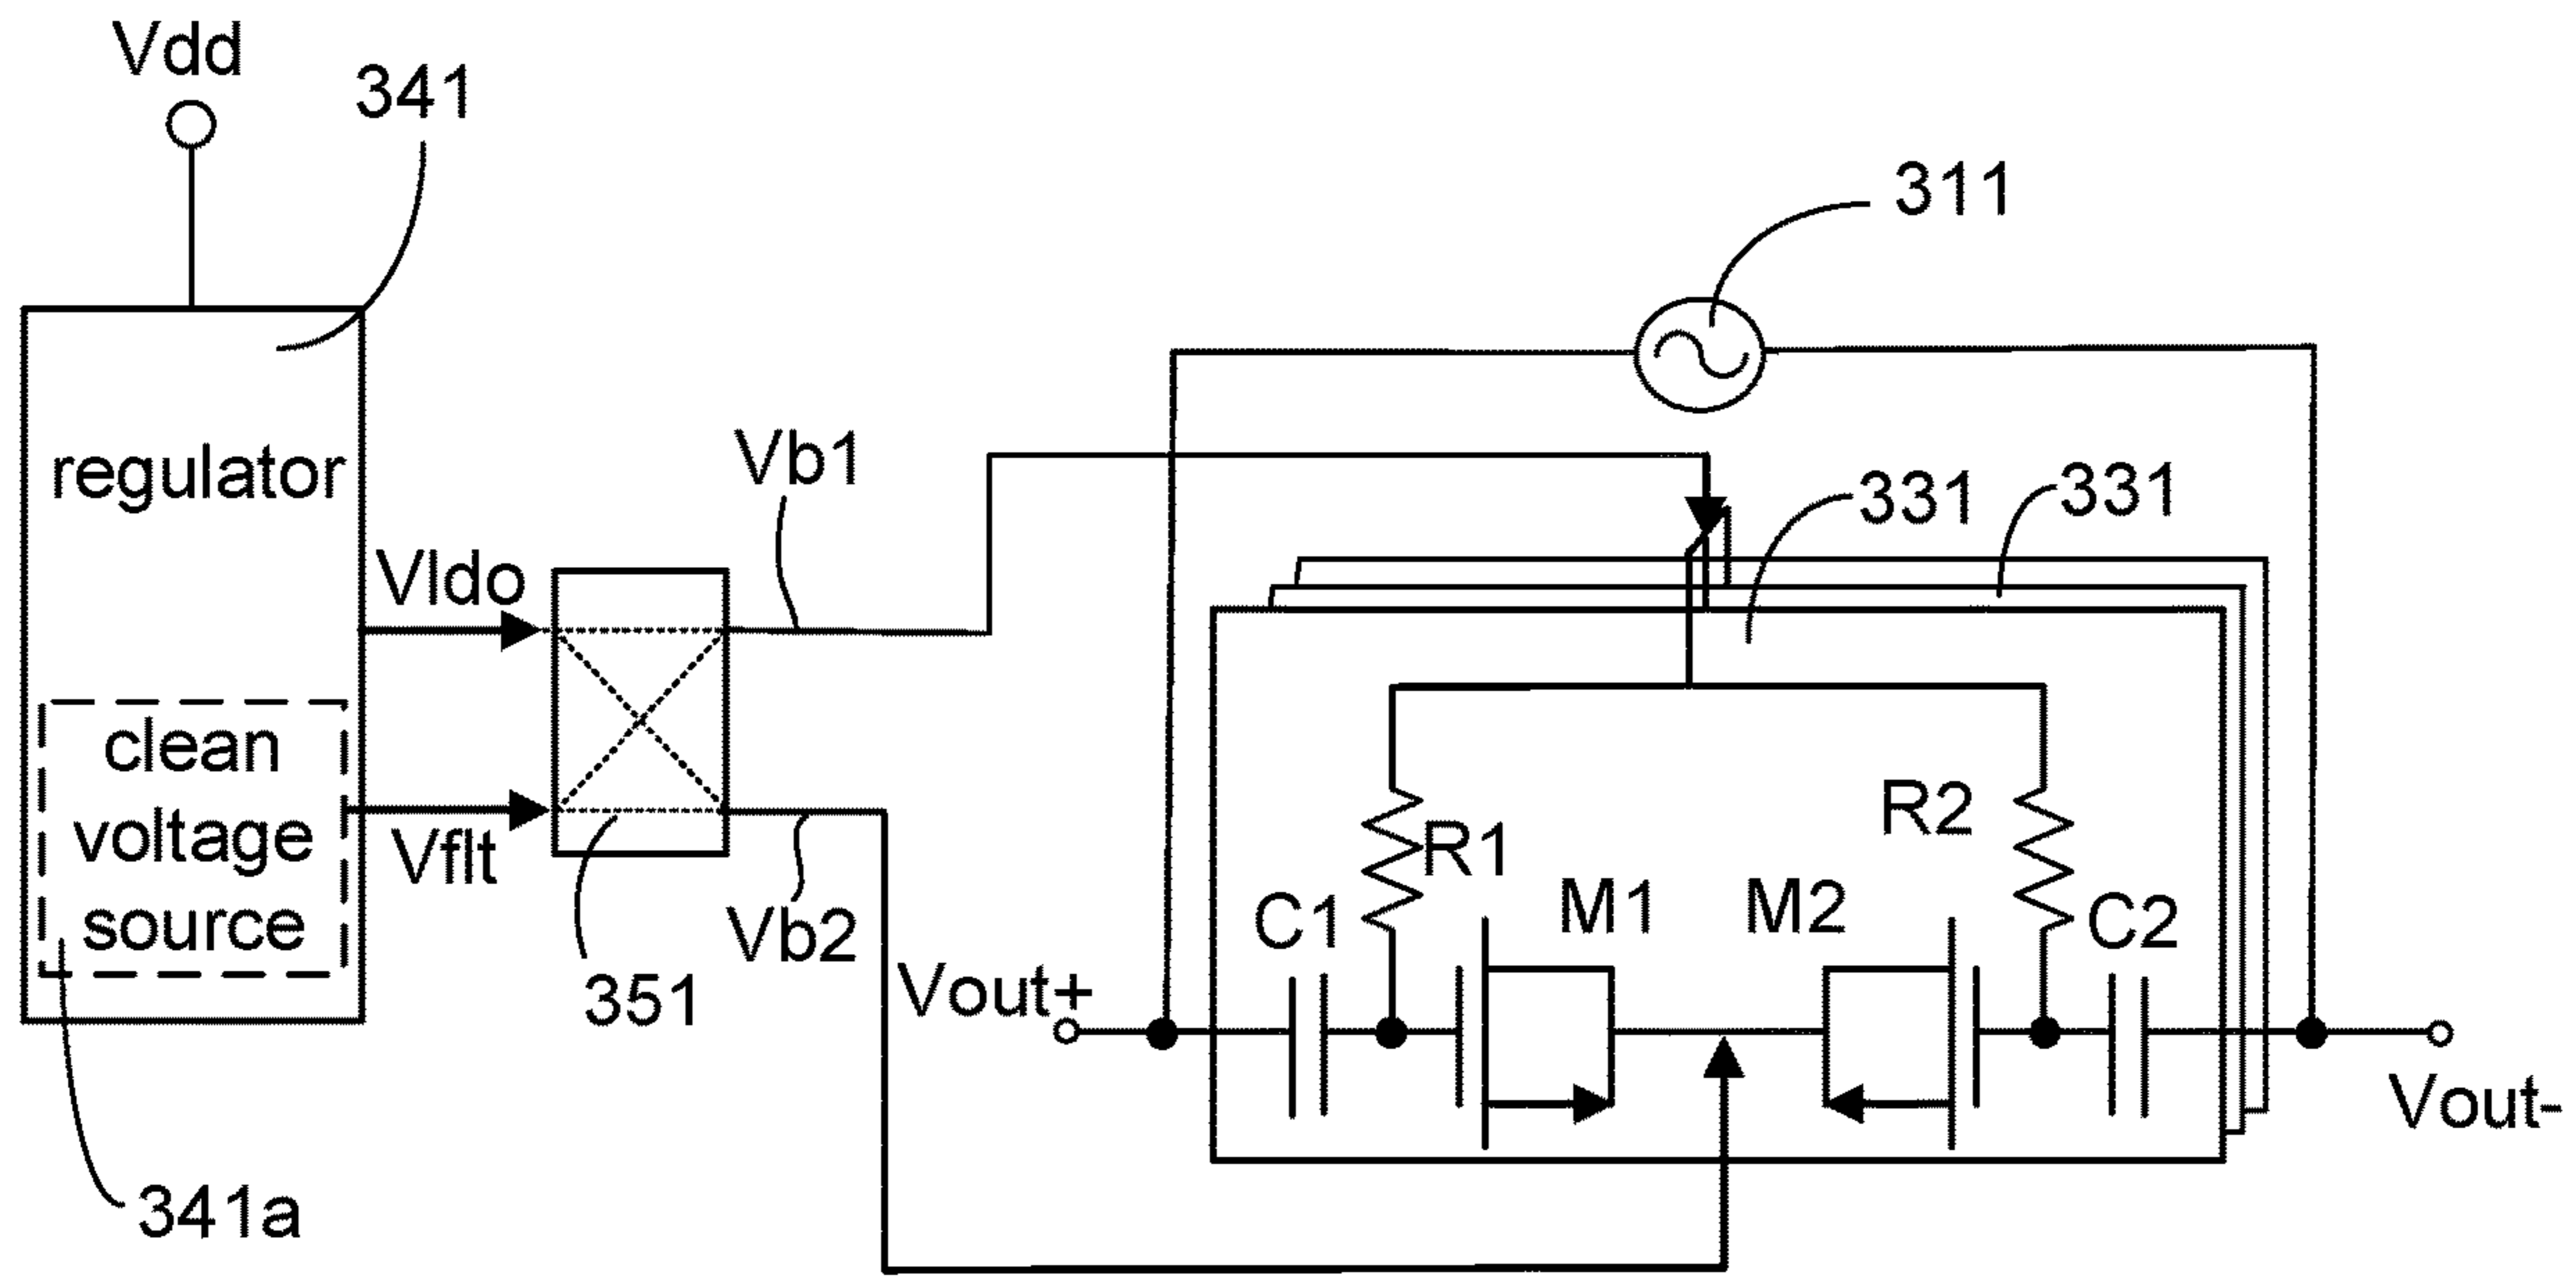 Vdd
341
311
Vb1
regulator
331
331
Vldo
clean
voltage
source
Vflt
R1
R2
C1
M1
M2
C2
Vb2
351
Vout+
Vout-
341a